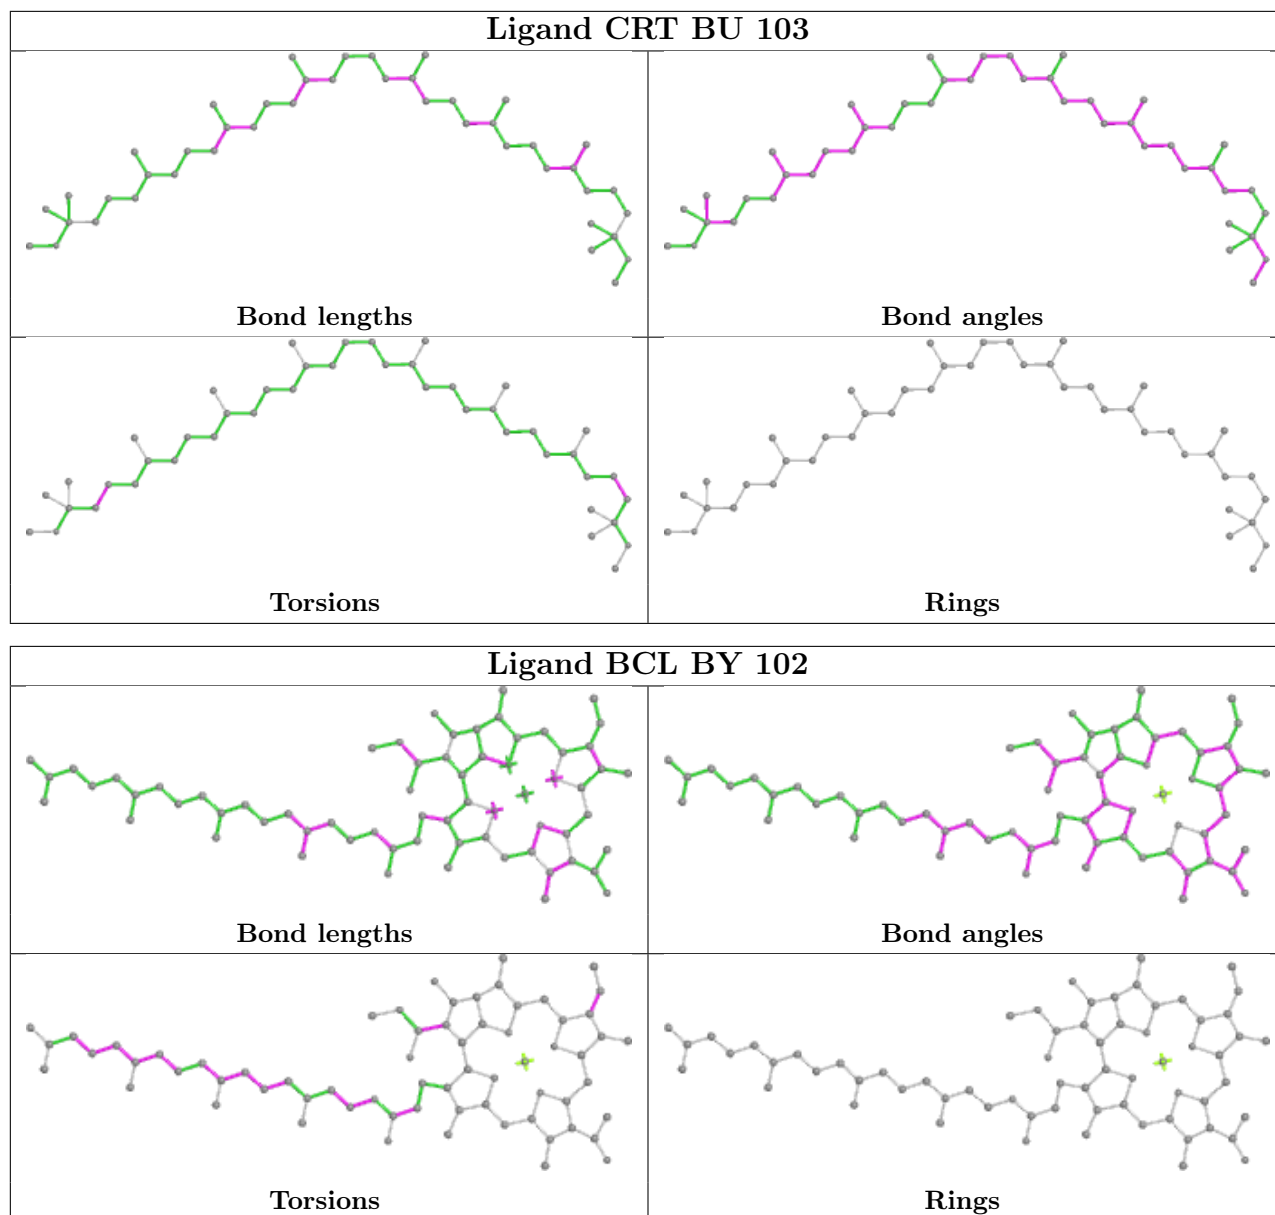 Ligand CRT BU 103
Bond lengths
Bond angles
Torsions
Rings
Ligand BCL BY 102
Bond lengths
Bond angles
Torsions
Rings